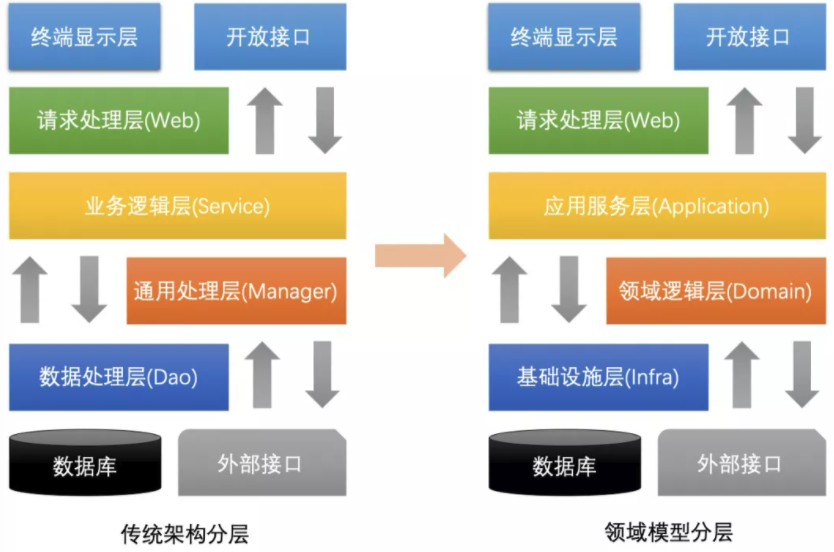 终端显示层
开放接口
请求处理层(Web)
业务逻辑层(Service)
通用处理层(Manager)
数据处理层(Dao)
数据库
外部接口
传统架构分层
终端显示层
开放接口
请求处理层(Web)
应用服务层(Application)
领域逻辑层(Domain)
基础设施层(Infra)
数据库
外部接口
领域模型分层